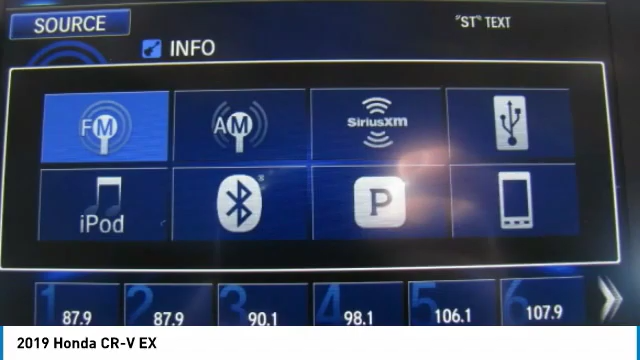 SOURCE
"ST" TEXT
INFO
FM
AM
SiriusXM
iPod
P
1 2 3 4 5 6
87.9 87.9 90.1 98.1 106.1 107.9
2019 Honda CR-V EX